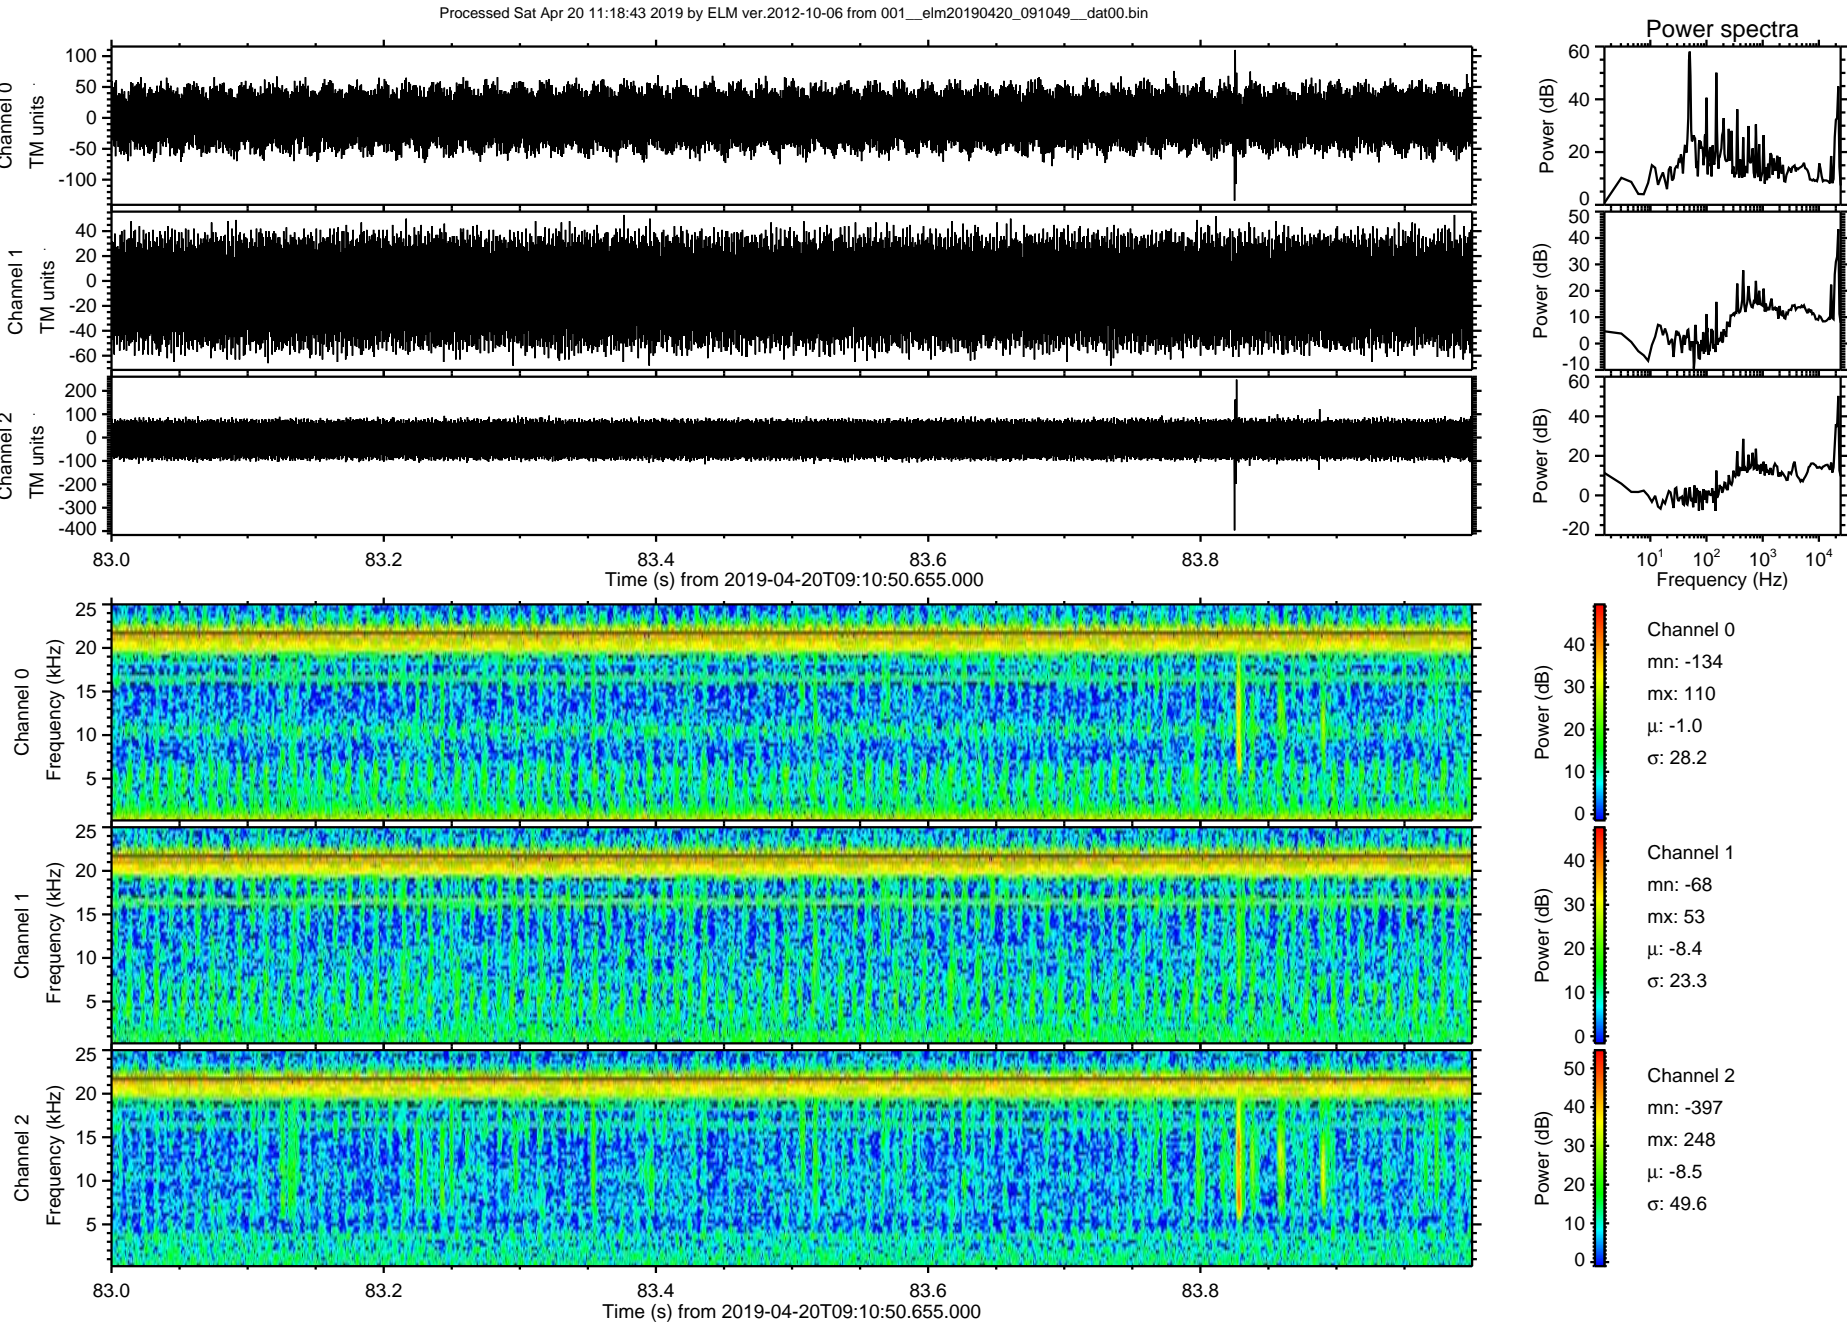 Processed Sat Apr 20 11:18:43 2019 by ELM ver.2012-10-06 from 001__elm20190420_091049__dat00.bin
Power spectra
Channel 0
TM units
100
50
0
-50
-100
Power (dB)
60
40
20
0
Channel 1
TM units
40
20
0
-20
-40
-60
Power (dB)
50
40
30
20
10
0
-10
Channel 2
TM units
200
100
0
-100
-200
-300
-400
Power (dB)
60
40
20
0
-20
83.0 83.2 83.4 83.6 83.8
Time (s) from 2019-04-20T09:10:50.655.000
10¹ 10² 10³ 10⁴
Frequency (Hz)
Channel 0
Frequency (kHz)
25
20
15
10
5
Power (dB)
40
30
20
10
0
Channel 0
mn: -134
mx: 110
μ: -1.0
σ: 28.2
Channel 1
Frequency (kHz)
25
20
15
10
5
Power (dB)
40
30
20
10
0
Channel 1
mn: -68
mx: 53
μ: -8.4
σ: 23.3
Channel 2
Frequency (kHz)
25
20
15
10
5
Power (dB)
50
40
30
20
10
0
Channel 2
mn: -397
mx: 248
μ: -8.5
σ: 49.6
83.0 83.2 83.4 83.6 83.8
Time (s) from 2019-04-20T09:10:50.655.000